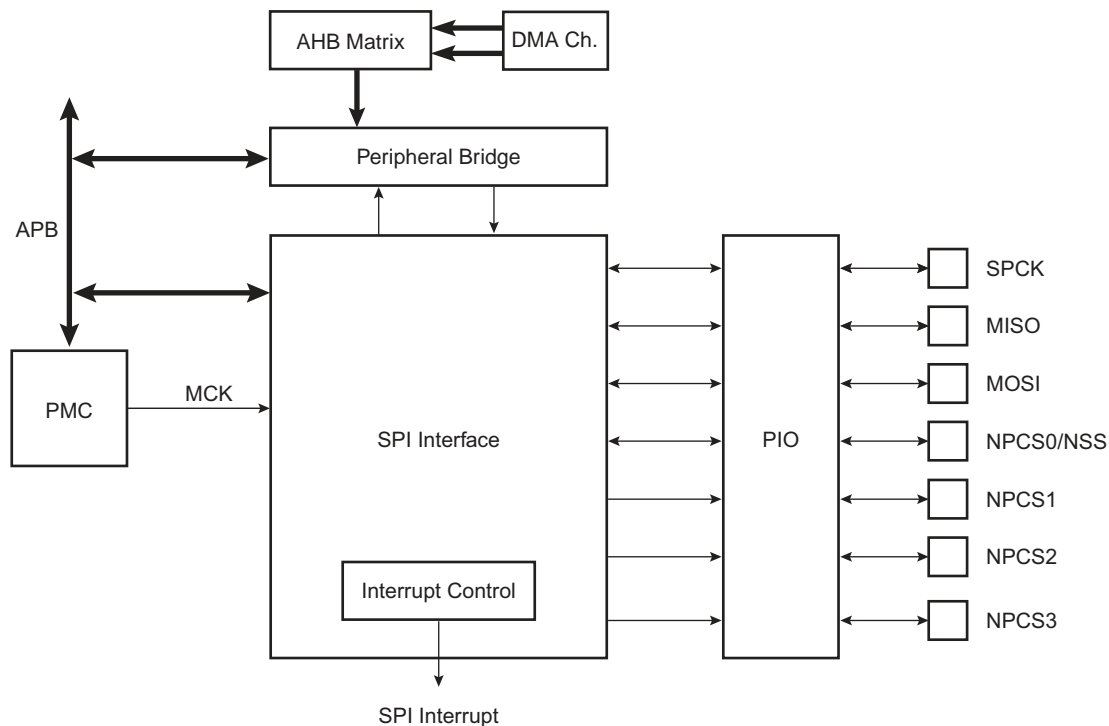 AHB Matrix
DMA Ch.
Peripheral Bridge
APB
PMC
MCK
SPI Interface
PIO
SPCK
MISO
MOSI
NPCS0/NSS
NPCS1
NPCS2
NPCS3
Interrupt Control
SPI Interrupt